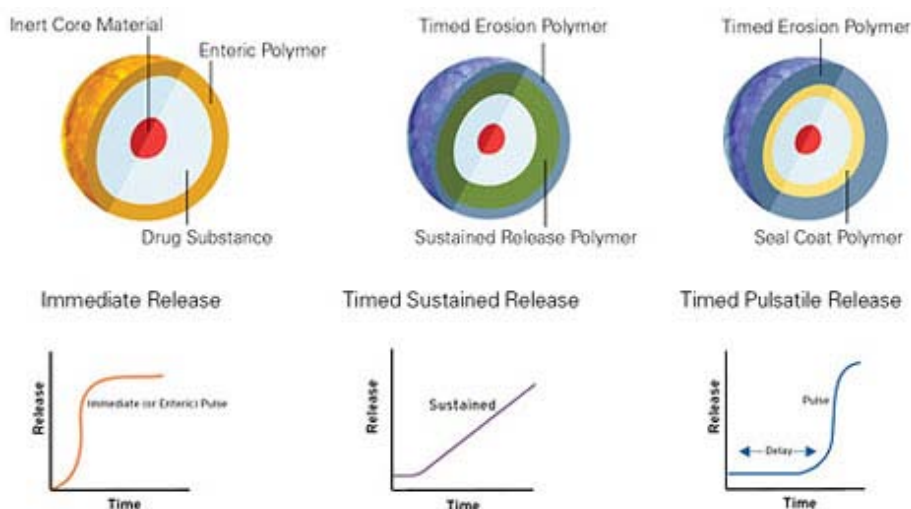 Inert Core Material
Enteric Polymer
Drug Substance
Timed Erosion Polymer
Sustained Release Polymer
Timed Erosion Polymer
Seal Coat Polymer
Immediate Release
Timed Sustained Release
Timed Pulsatile Release
Release
Immediate (or Enteric) Pulse
Time
Release
Sustained
Time
Release
Pulse
Delay
Time